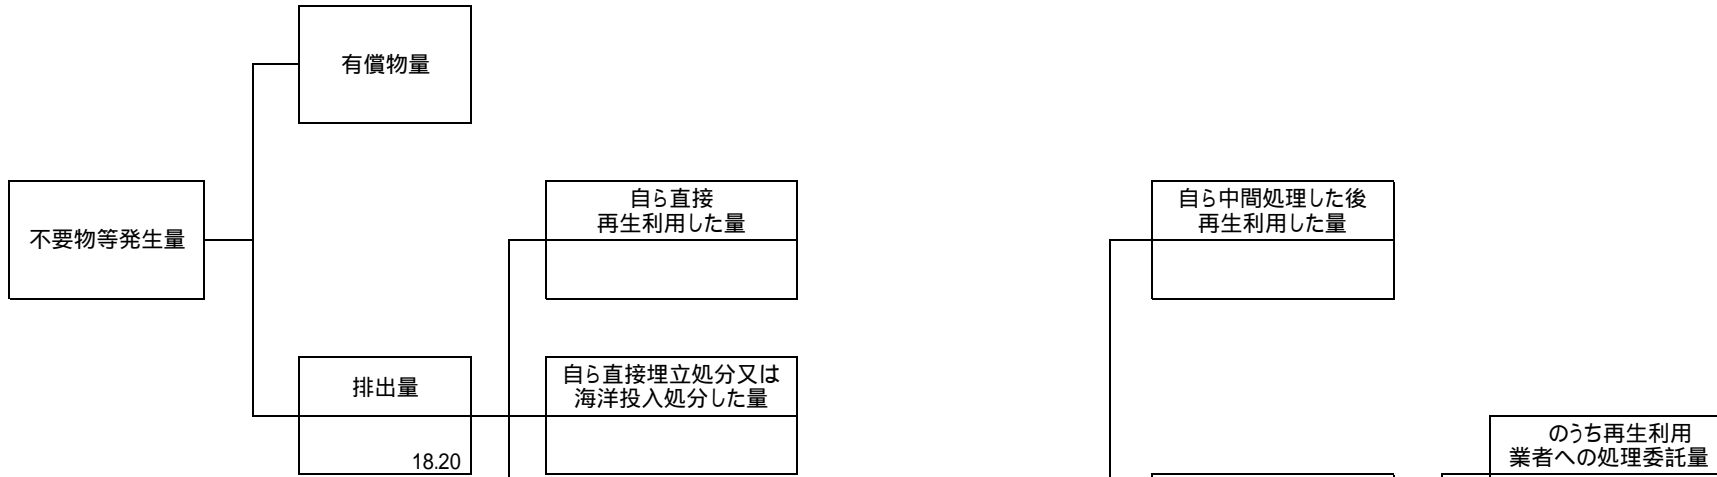 有償物量
不要物等発生量
自ら直接
再生利用した量
自ら中間処理した後
再生利用した量
排出量
18.20
自ら直接埋立処分又は
海洋投入処分した量
のうち再生利用
業者への処理委託量